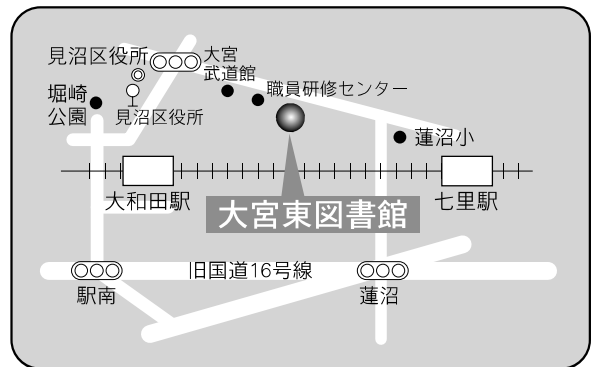 見沼区役所
大宮
武道館
職員研修センター
堀崎
公園
見沼区役所
蓮沼小
大和田駅
大宮東図書館
七里駅
旧国道16号線
駅南
蓮沼